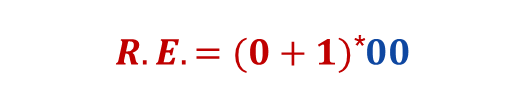 R. E. = (0 + 1)*00